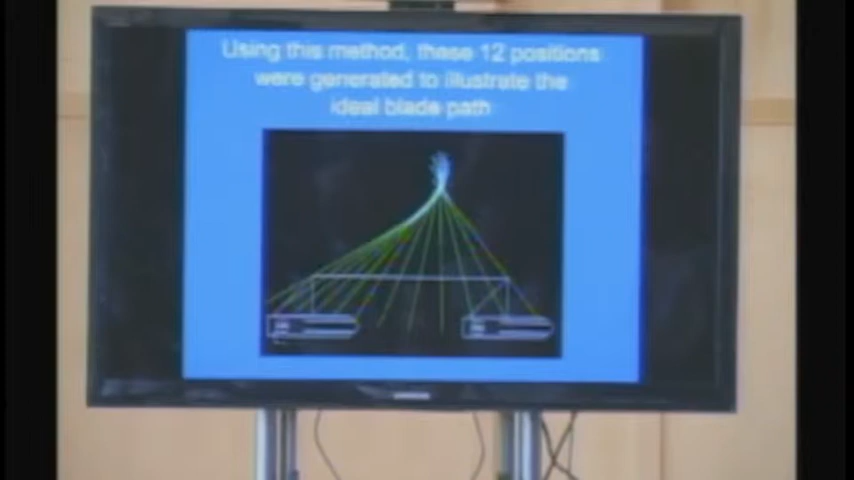 Using this method, these 12 positions
were generated to illustrate the
ideal blade path